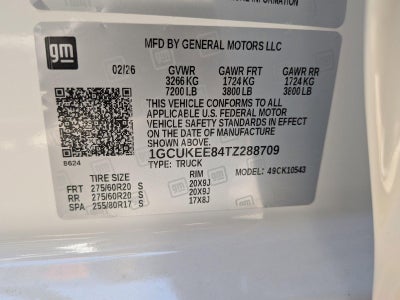 INFORMATION
gm
MFD BY GENERAL MOTORS LLC
02/26 GVWR GAWR FRT GAWR RR
3266 KG 1724 KG 1724 KG
7200 LB 3800 LB 3800 LB
THIS VEHICLE CONFORMS TO ALL
APPLICABLE U.S. FEDERAL MOTOR
VEHICLE SAFETY STANDARDS IN EFFECT
ON THE DATE OF MANUFACTURE
SHOWN ABOVE.
8624 1GCUKEE84TZ288709
TYPE: TRUCK MODEL: 49CK10543
TIRE SIZE RIM
FRT 275/60R20 S 20X9J
RR 275/60R20 S 20X9J
SPA 255/80R17 S 17X8J